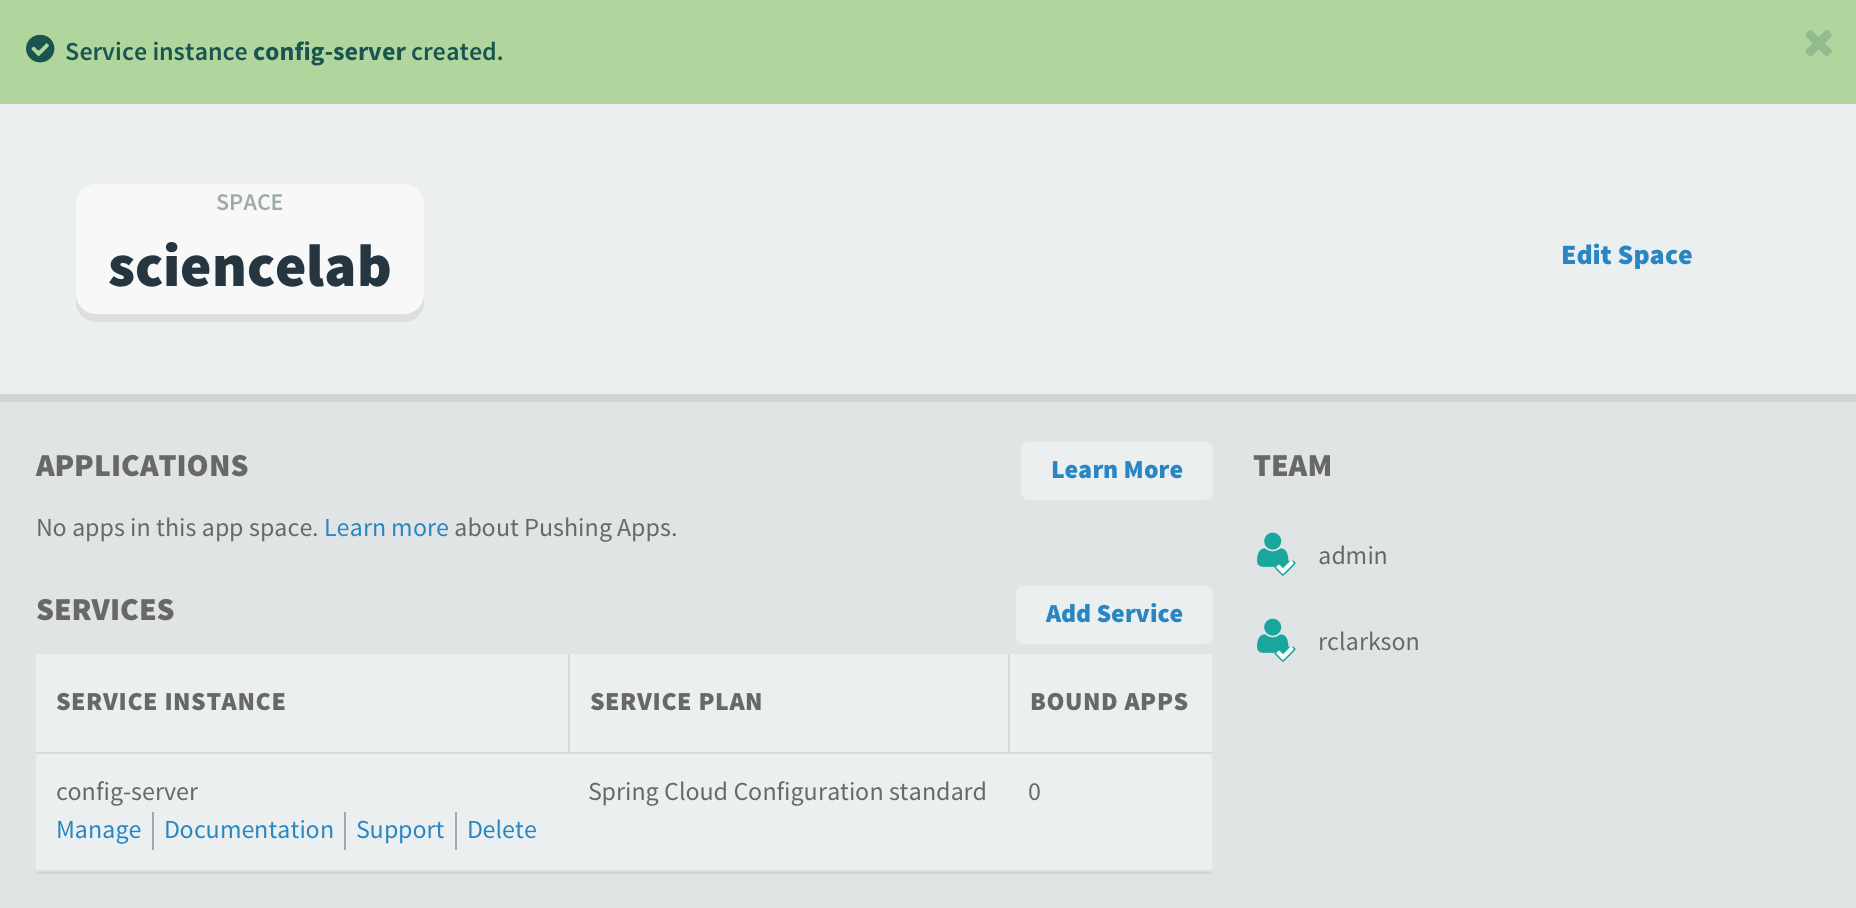 Service instance config-server created.
SPACE
sciencelab
Edit Space
APPLICATIONS
Learn More
No apps in this app space. Learn more about Pushing Apps.
SERVICES
Add Service
SERVICE INSTANCE SERVICE PLAN BOUND APPS
config-server Spring Cloud Configuration standard 0
Manage Documentation Support Delete
TEAM
admin
rclarkson